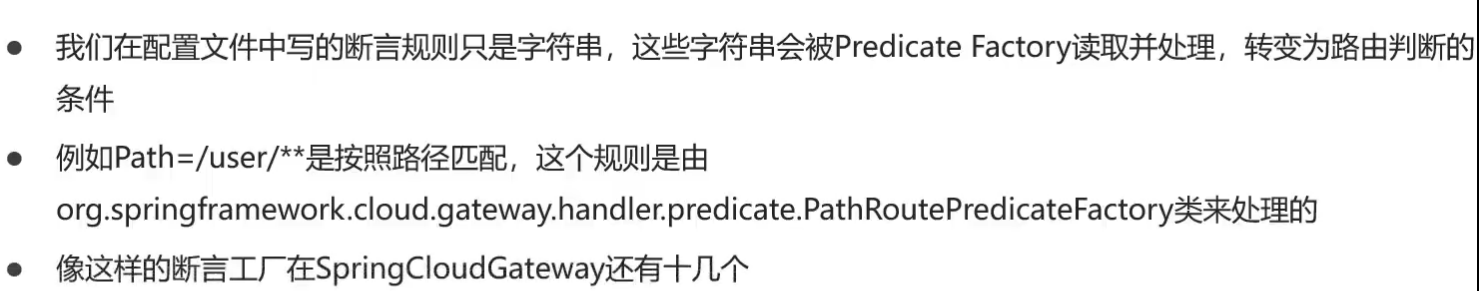 ● 我们在配置文件中写的断言规则只是字符串，这些字符串会被Predicate Factory读取并处理，转变为路由判断的
条件
● 例如Path=/user/**是按照路径匹配，这个规则是由
org.springframework.cloud.gateway.handler.predicate.PathRoutePredicateFactory类来处理的
● 像这样的断言工厂在SpringCloudGateway还有十几个